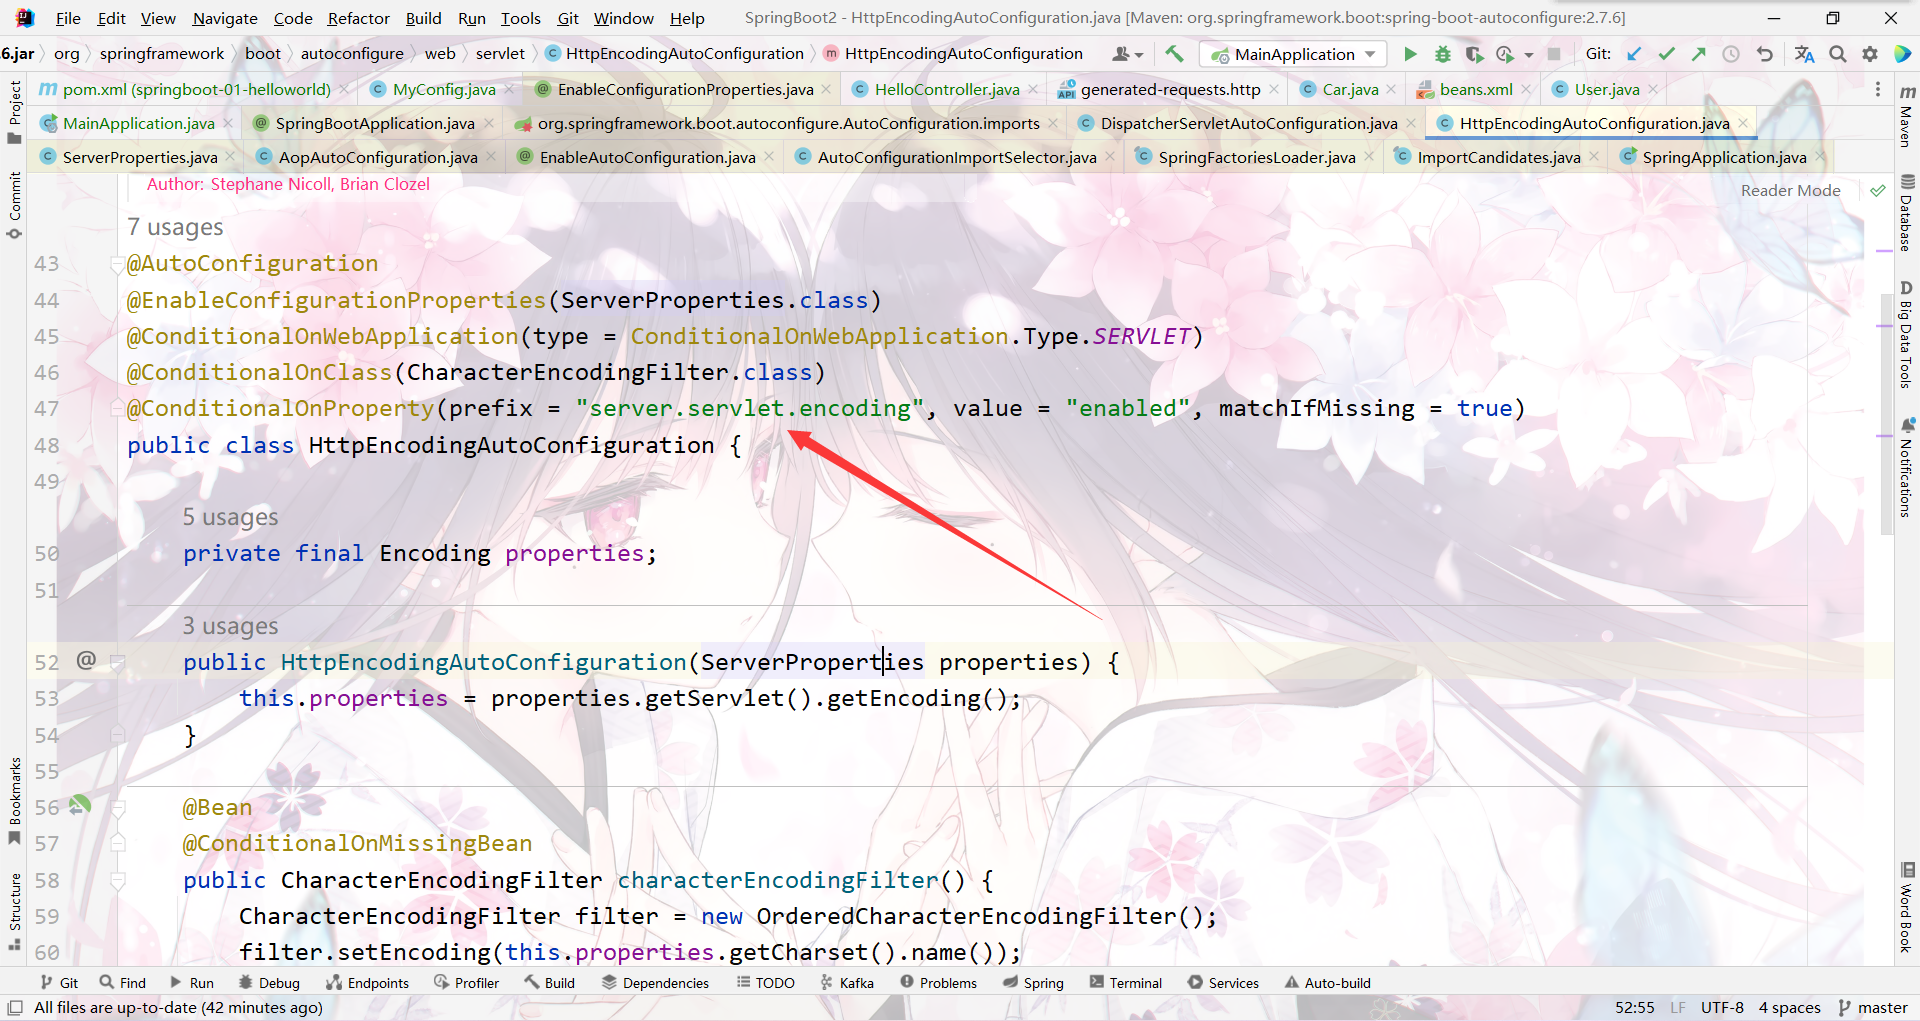 File Edit View Navigate Code Refactor Build Run Tools Git Window Help SpringBoot2 - HttpEncodingAutoConfiguration.java [Maven: org.springframework.boot:spring-boot-autoconfigure:2.7.6]
.6.jar org springframework boot autoconfigure web servlet HttpEncodingAutoConfiguration HttpEncodingAutoConfiguration MainApplication Git:
pom.xml (springboot-01-helloworld) MyConfig.java EnableConfigurationProperties.java HelloController.java generated-requests.http Car.java beans.xml User.java
MainApplication.java SpringBootApplication.java org.springframework.boot.autoconfigure.AutoConfiguration.imports DispatcherServletAutoConfiguration.java HttpEncodingAutoConfiguration.java
ServerProperties.java AopAutoConfiguration.java EnableAutoConfiguration.java AutoConfigurationImportSelector.java SpringFactoriesLoader.java ImportCandidates.java SpringApplication.java
Project
Commit
Bookmarks
Structure
Author: Stephane Nicoll, Brian Clozel
Reader Mode
7 usages
43 @AutoConfiguration
44 @EnableConfigurationProperties(ServerProperties.class)
45 @ConditionalOnWebApplication(type = ConditionalOnWebApplication.Type.SERVLET)
46 @ConditionalOnClass(CharacterEncodingFilter.class)
47 @ConditionalOnProperty(prefix = "server.servlet.encoding", value = "enabled", matchIfMissing = true)
48 public class HttpEncodingAutoConfiguration {
49
5 usages
50 private final Encoding properties;
51
3 usages
52 @ public HttpEncodingAutoConfiguration(ServerProperties properties) {
53 this.properties = properties.getServlet().getEncoding();
54 }
55
56 @Bean
57 @ConditionalOnMissingBean
58 public CharacterEncodingFilter characterEncodingFilter() {
59 CharacterEncodingFilter filter = new OrderedCharacterEncodingFilter();
60 filter.setEncoding(this.properties.getCharset().name());
Maven
Database
Big Data Tools
Notifications
Word Book
Git Find Run Debug Endpoints Profiler Build Dependencies TODO Kafka Problems Spring Terminal Services Auto-build
All files are up-to-date (42 minutes ago) 52:55 LF UTF-8 4 spaces master